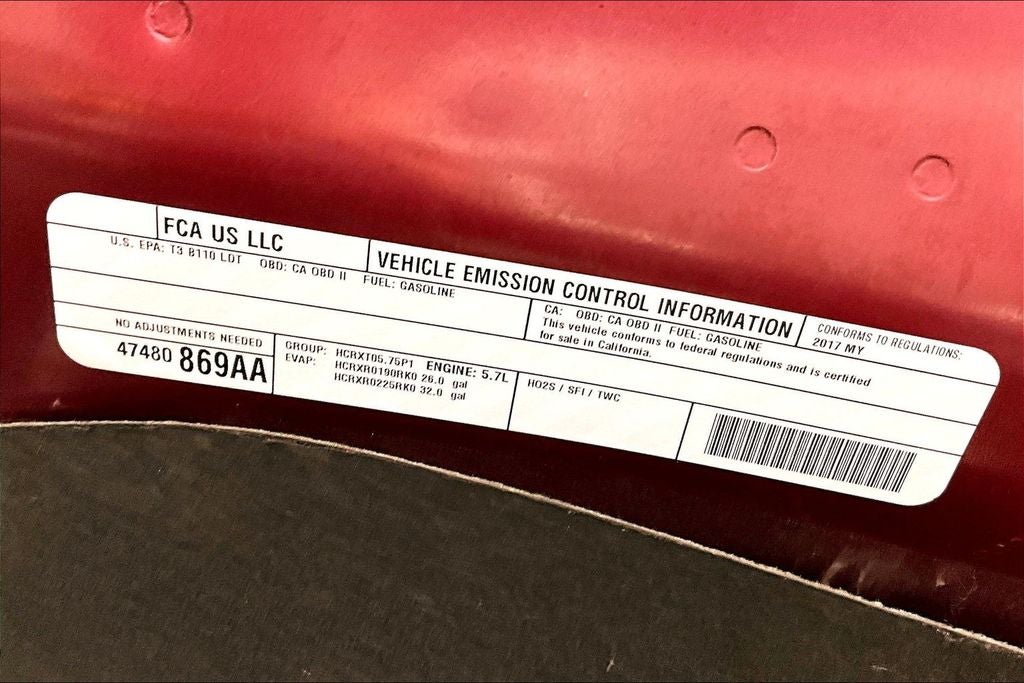 FCA US LLC
VEHICLE EMISSION CONTROL INFORMATION
CONFORMS TO REGULATIONS:
2017 MY
U.S. EPA: T3 B110 LDT OBD: CA OBD II FUEL: GASOLINE
CA: OBD: CA OBD II FUEL: GASOLINE
This vehicle conforms to federal regulations and is certified
for sale in California.
NO ADJUSTMENTS NEEDED
47480 869AA
GROUP: HCRXT05.75P1 ENGINE: 5.7L
EVAP: HCRXR0190RK0 26.0 gal
HCRXR0225RK0 32.0 gal
HO2S / SFI / TWC